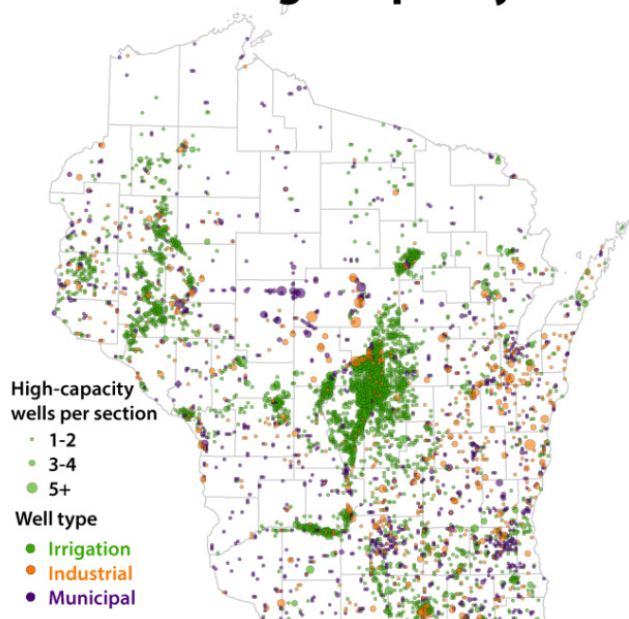 High-capacity
wells per section
1-2
3-4
5+
Well type
Irrigation
Industrial
Municipal